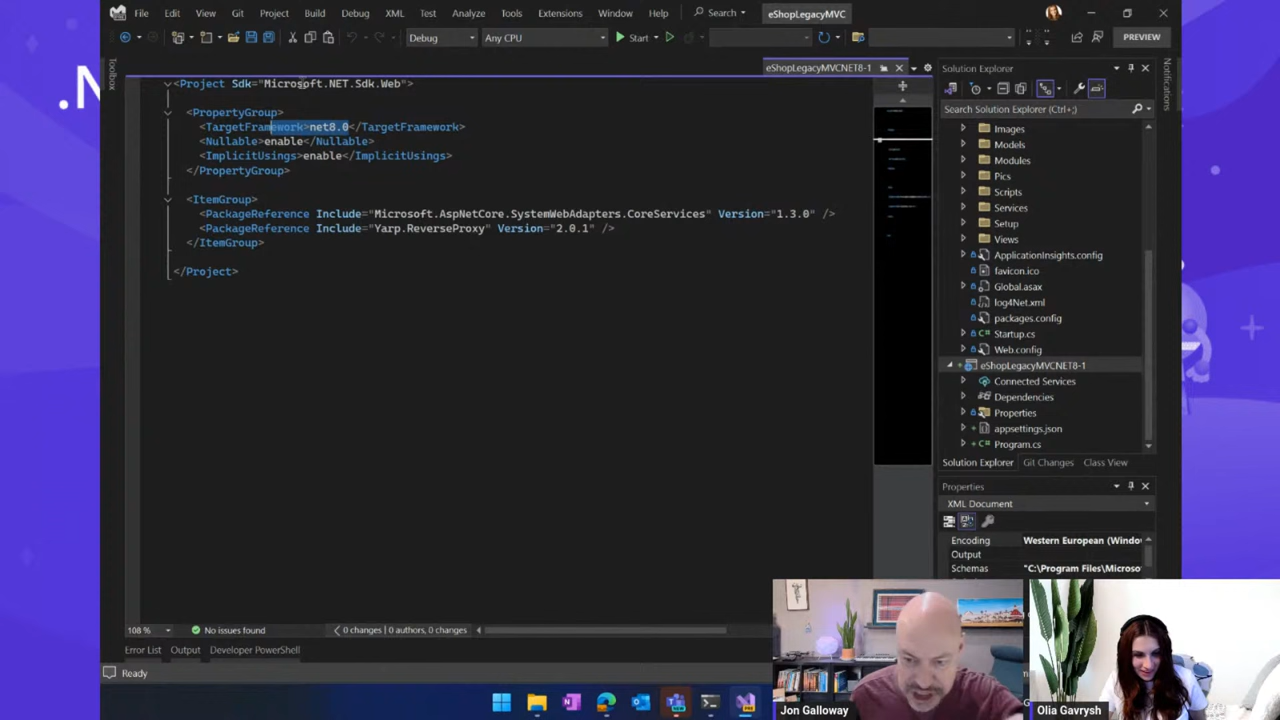 File Edit View Git Project Build Debug XML Test Analyze Tools Extensions Window Help Search eShopLegacyMVC
Debug Any CPU Start PREVIEW
Toolbox
eShopLegacyMVCNET8-1
<Project Sdk="Microsoft.NET.Sdk.Web">
<PropertyGroup>
<TargetFramework>net8.0</TargetFramework>
<Nullable>enable</Nullable>
<ImplicitUsings>enable</ImplicitUsings>
</PropertyGroup>
<ItemGroup>
<PackageReference Include="Microsoft.AspNetCore.SystemWebAdapters.CoreServices" Version="1.3.0" />
<PackageReference Include="Yarp.ReverseProxy" Version="2.0.1" />
</ItemGroup>
</Project>
108 % No issues found 0 changes | 0 authors, 0 changes
Error List Output Developer PowerShell
Ready
Solution Explorer
Search Solution Explorer (Ctrl+;)
Images
Models
Modules
Pics
Scripts
Services
Setup
Views
ApplicationInsights.config
favicon.ico
Global.asax
log4Net.xml
packages.config
Startup.cs
Web.config
eShopLegacyMVCNET8-1
Connected Services
Dependencies
Properties
appsettings.json
Program.cs
Solution Explorer Git Changes Class View
Properties
XML Document
Encoding Western European (Windo
Output
Schemas "C:\Program Files\Microso
Notifications
.N
Jon Galloway
Olia Gavrysh